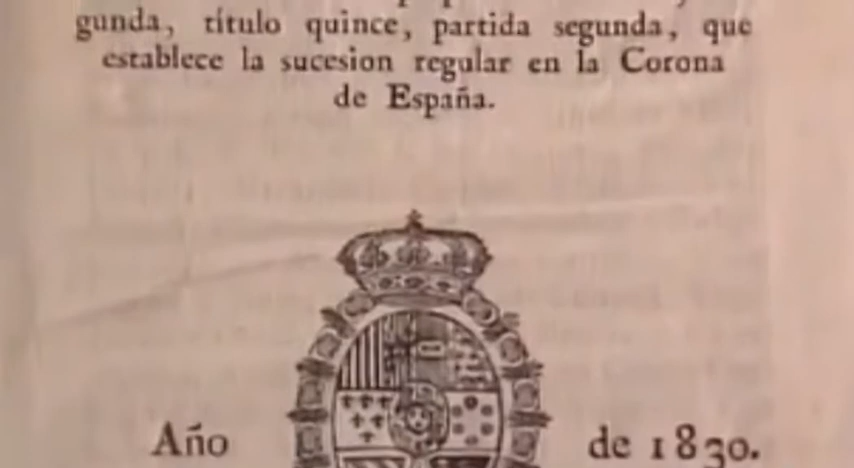 gunda, título quince, partida segunda, que
establece la sucesion regular en la Corona
de España.
Año de 1830.